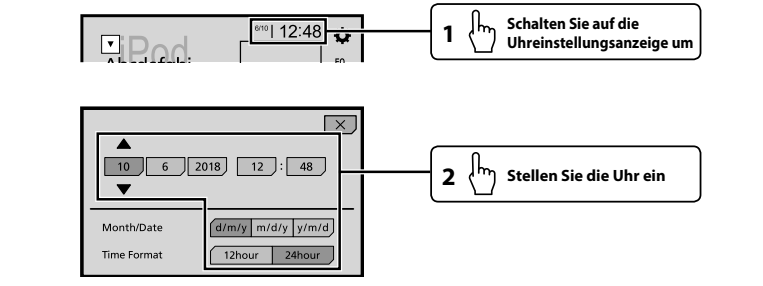 6/10 | 12:48
iPod
1 Schalten Sie auf die
Uhreinstellungsanzeige um
10 6 2018 12 : 48
2 Stellen Sie die Uhr ein
Month/Date d/m/y m/d/y y/m/d
Time Format 12hour 24hour